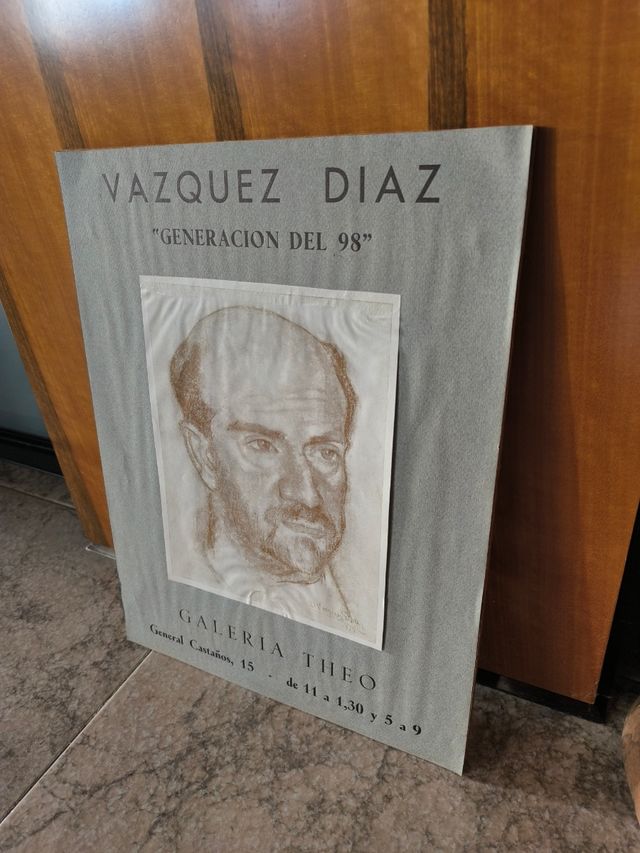 VAZQUEZ DIAZ
"GENERACION DEL 98"
GALERIA THEO
General Castaños, 15 - de 11 a 1,30 y 5 a 9